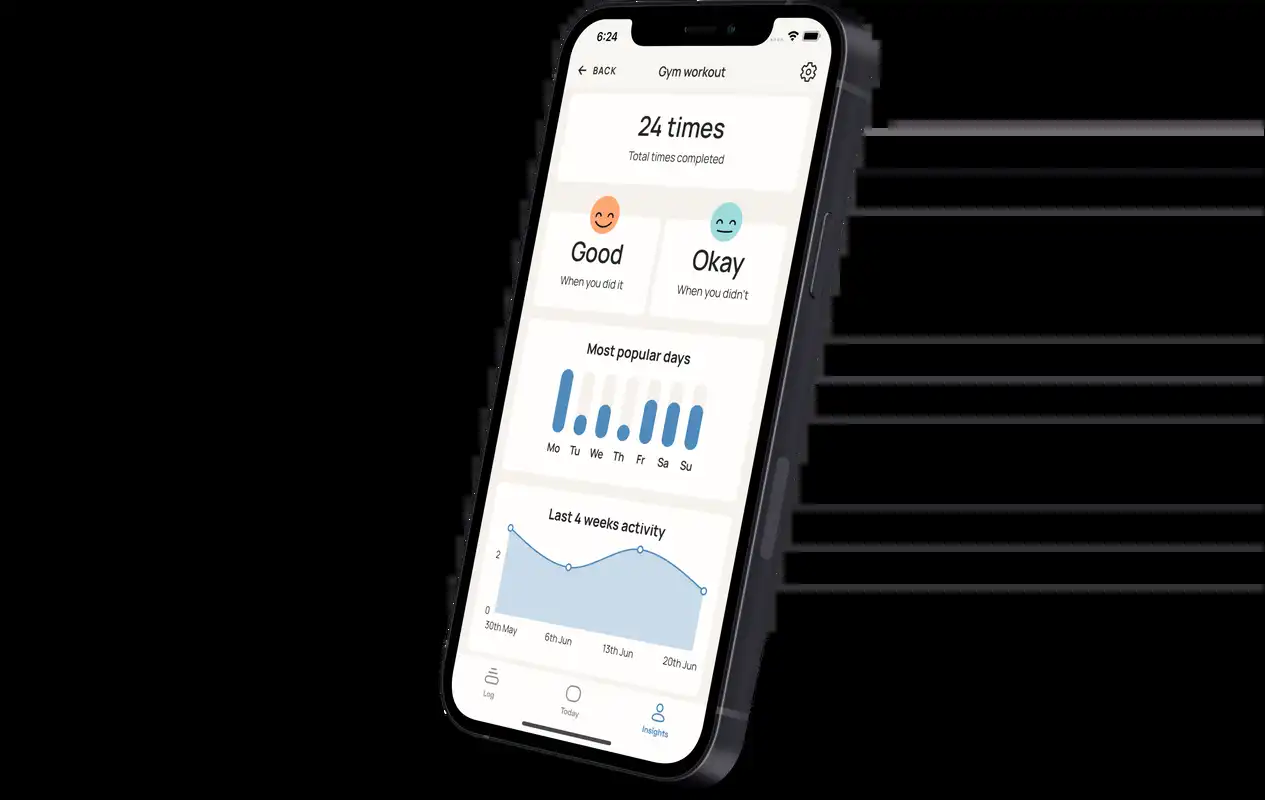 6:24
BACK Gym workout
24 times
Total times completed
Good
When you did it
Okay
When you didn't
Most popular days
Mo Tu We Th Fr Sa Su
Last 4 weeks activity
2
0
30th May 6th Jun 13th Jun 20th Jun
Log Today Insights